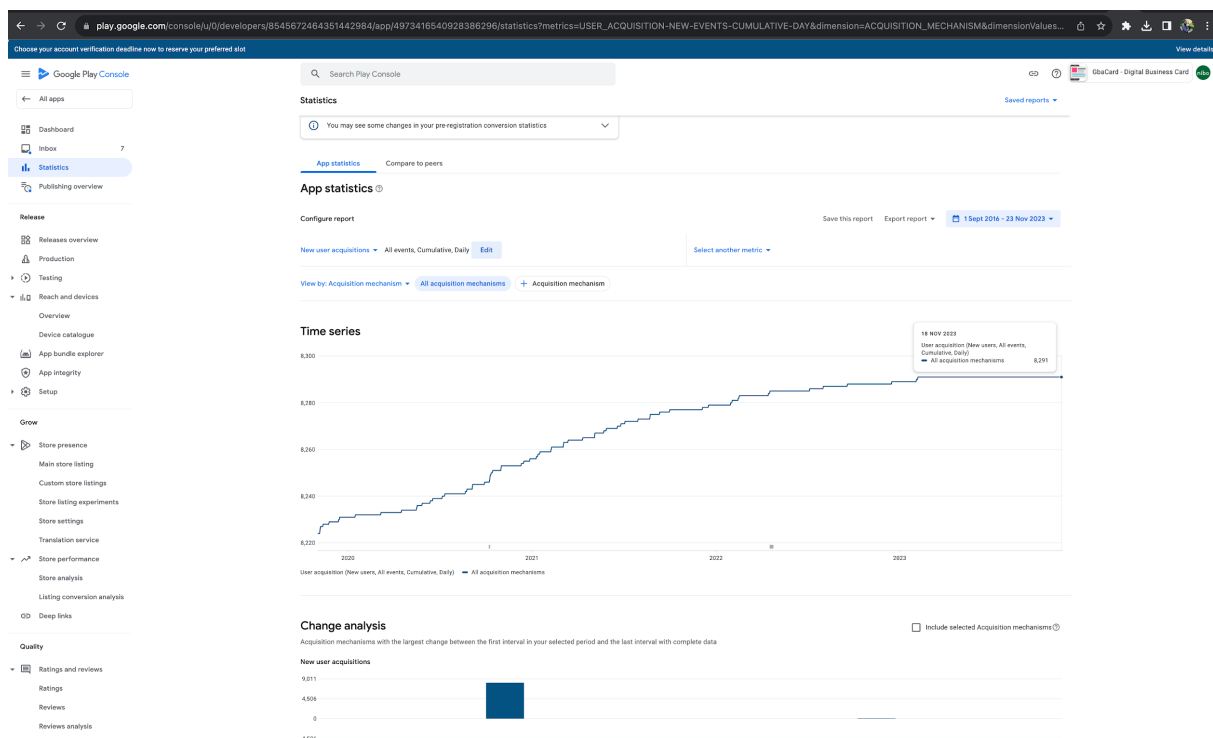 play.google.com/console/u/0/developers/8545672464351442984/app/4973416540928386296/statistics?metrics=USER_ACQUISITION-NEW-EVENTS-CUMULATIVE-DAY&dimension=ACQUISITION_MECHANISM&dimensionValues...
Choose your account verification deadline now to reserve your preferred slot
View details
Google Play Console
Search Play Console
GbaCard - Digital Business Card
nibo
All apps
Statistics
Saved reports
You may see some changes in your pre-registration conversion statistics
Dashboard
Inbox 7
Statistics
Publishing overview
Release
Releases overview
Production
Testing
Reach and devices
Overview
Device catalogue
App bundle explorer
App integrity
Setup
Grow
Store presence
Main store listing
Custom store listings
Store listing experiments
Store settings
Translation service
Store performance
Store analysis
Listing conversion analysis
Deep links
Quality
Ratings and reviews
Ratings
Reviews
Reviews analysis
App statistics
Compare to peers
App statistics
Configure report
Save this report
Export report
1 Sept 2016 - 23 Nov 2023
New user acquisitions
All events, Cumulative, Daily
Edit
Select another metric
View by: Acquisition mechanism
All acquisition mechanisms
+ Acquisition mechanism
Time series
18 NOV 2023
User acquisition (New users, All events,
Cumulative, Daily)
All acquisition mechanisms 8,291
8,300
8,280
8,260
8,240
8,220
2020
2021
2022
2023
User acquisition (New users, All events, Cumulative, Daily)
All acquisition mechanisms
Change analysis
Include selected Acquisition mechanisms
Acquisition mechanisms with the largest change between the first interval in your selected period and the last interval with complete data
New user acquisitions
9,011
4,506
0